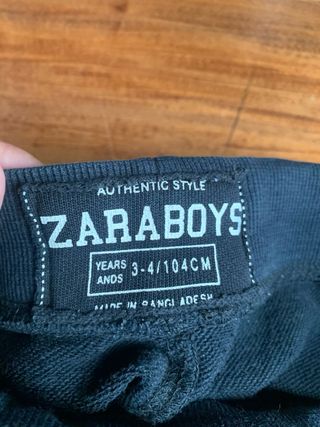 AUTHENTIC STYLE
ZARABOYS
YEARS
ANDS
3-4/104CM
MADE IN BANGLADESH